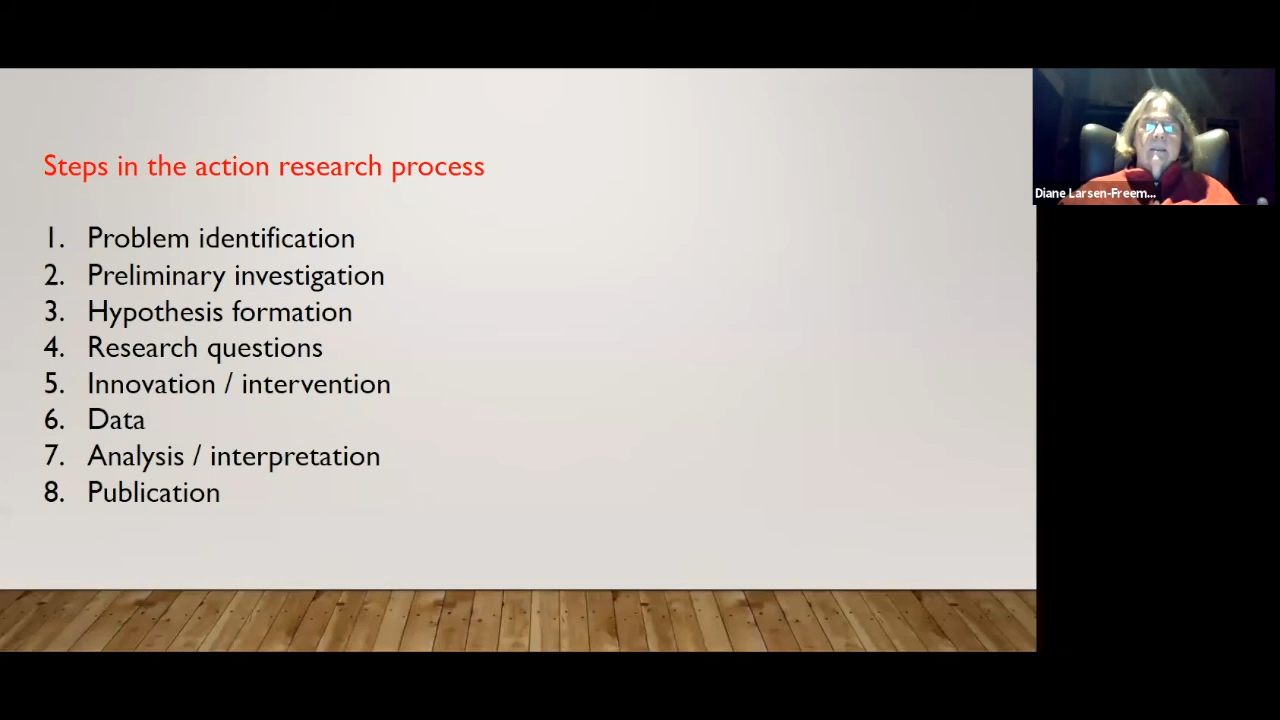 Steps in the action research process
1. Problem identification
2. Preliminary investigation
3. Hypothesis formation
4. Research questions
5. Innovation / intervention
6. Data
7. Analysis / interpretation
8. Publication
Diane Larsen-Freem...